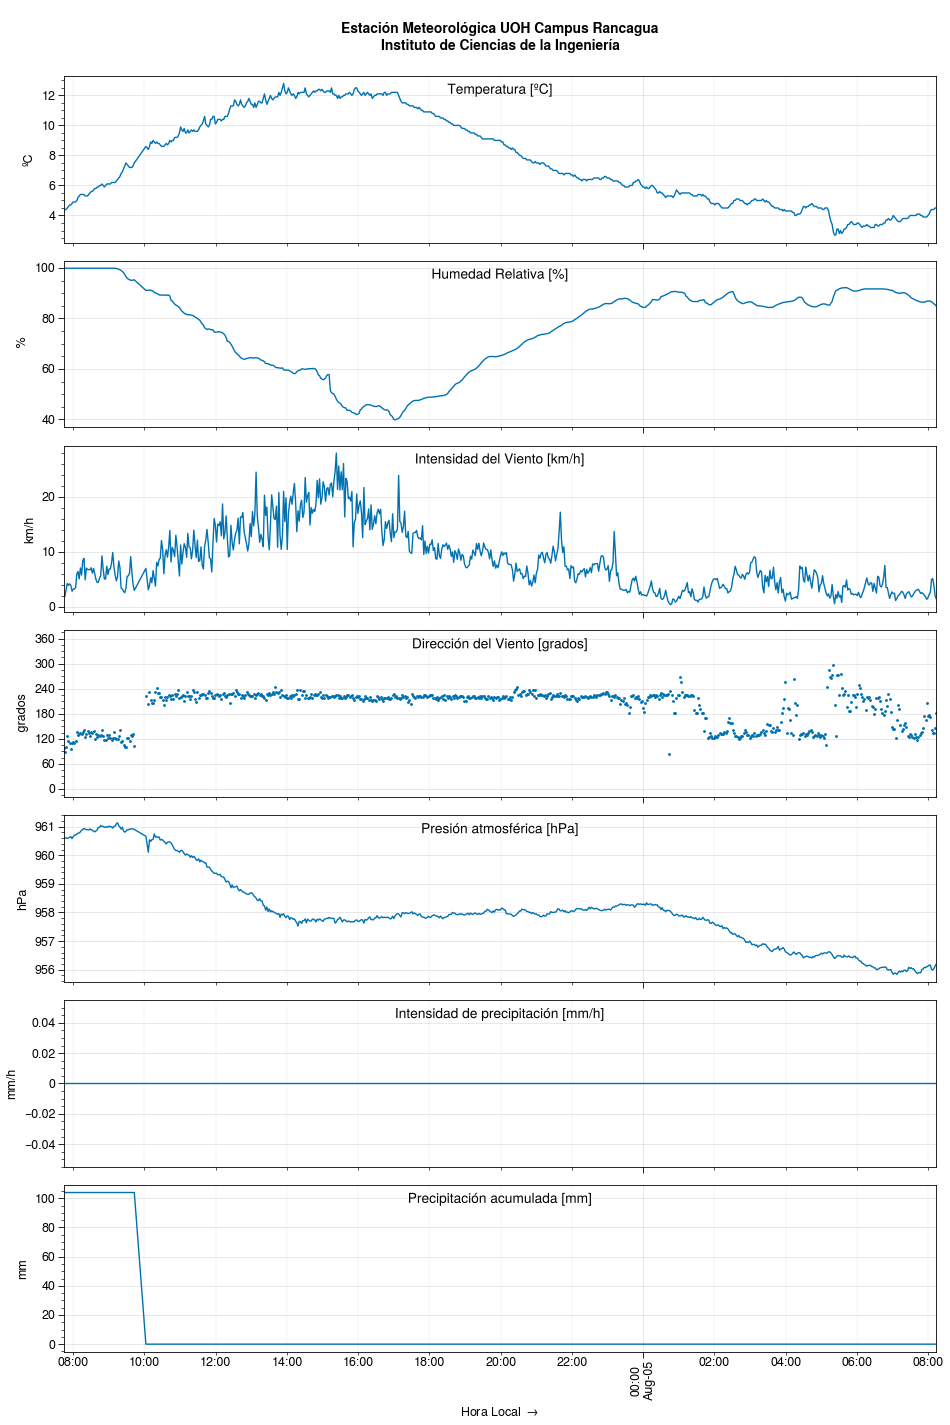 Estación Meteorológica UOH Campus Rancagua
Instituto de Ciencias de la Ingeniería
Temperatura [ºC]
ºC
12
10
8
6
4
Humedad Relativa [%]
%
100
80
60
40
Intensidad del Viento [km/h]
km/h
20
10
0
Dirección del Viento [grados]
grados
360
300
240
180
120
60
0
Presión atmosférica [hPa]
hPa
961
960
959
958
957
956
Intensidad de precipitación [mm/h]
mm/h
0.04
0.02
0
−0.02
−0.04
Precipitación acumulada [mm]
mm
100
80
60
40
20
0
08:00 10:00 12:00 14:00 16:00 18:00 20:00 22:00 00:00 02:00 04:00 06:00 08:00
Aug-05
Hora Local →